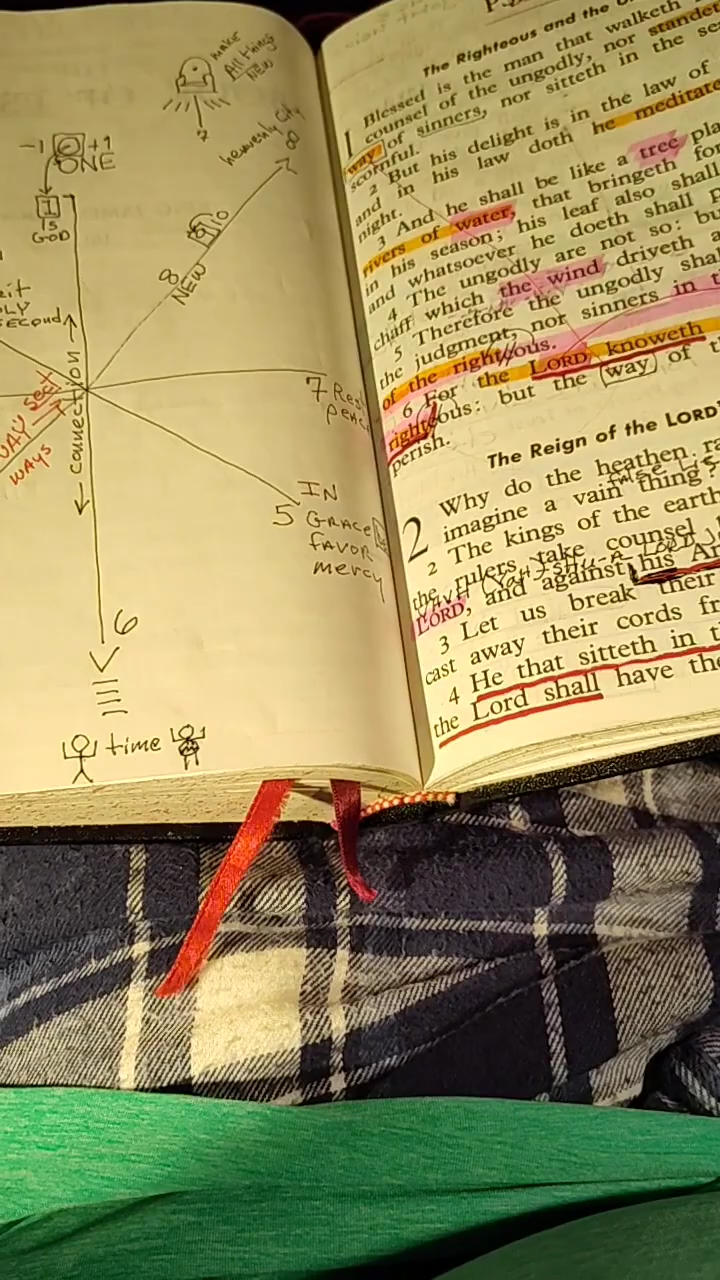 make
All things
NEW
-1 +1
ONE
1
IS
GOD
heavenly City
∞
10
9
8
NEW
connection
SECOND
WAY SECT
WAYS
7 Rest
peace
IN
5 GRACE
favor
mercy
6
time
The Righteous and the
1 Blessed is the man that walketh
counsel of the ungodly, nor standeth
way of sinners, nor sitteth in the sea
scornful.
2 But his delight is in the law of
and in his law doth he meditate
night.
3 And he shall be like a tree pla
rivers of water, that bringeth for
in his season; his leaf also shall
and whatsoever he doeth shall p
4 The ungodly are not so: bu
chaff which the wind driveth a
5 Therefore the ungodly shal
the judgment, nor sinners in t
of the righteous.
6 For the LORD knoweth
righteous: but the way of t
perish.
The Reign of the LORD'
2 Why do the heathen ra
imagine a vain thing?
2 The kings of the earth
the rulers take counsel
LORD, and against his An
3 Let us break their
cast away their cords fr
4 He that sitteth in t
the Lord shall have the